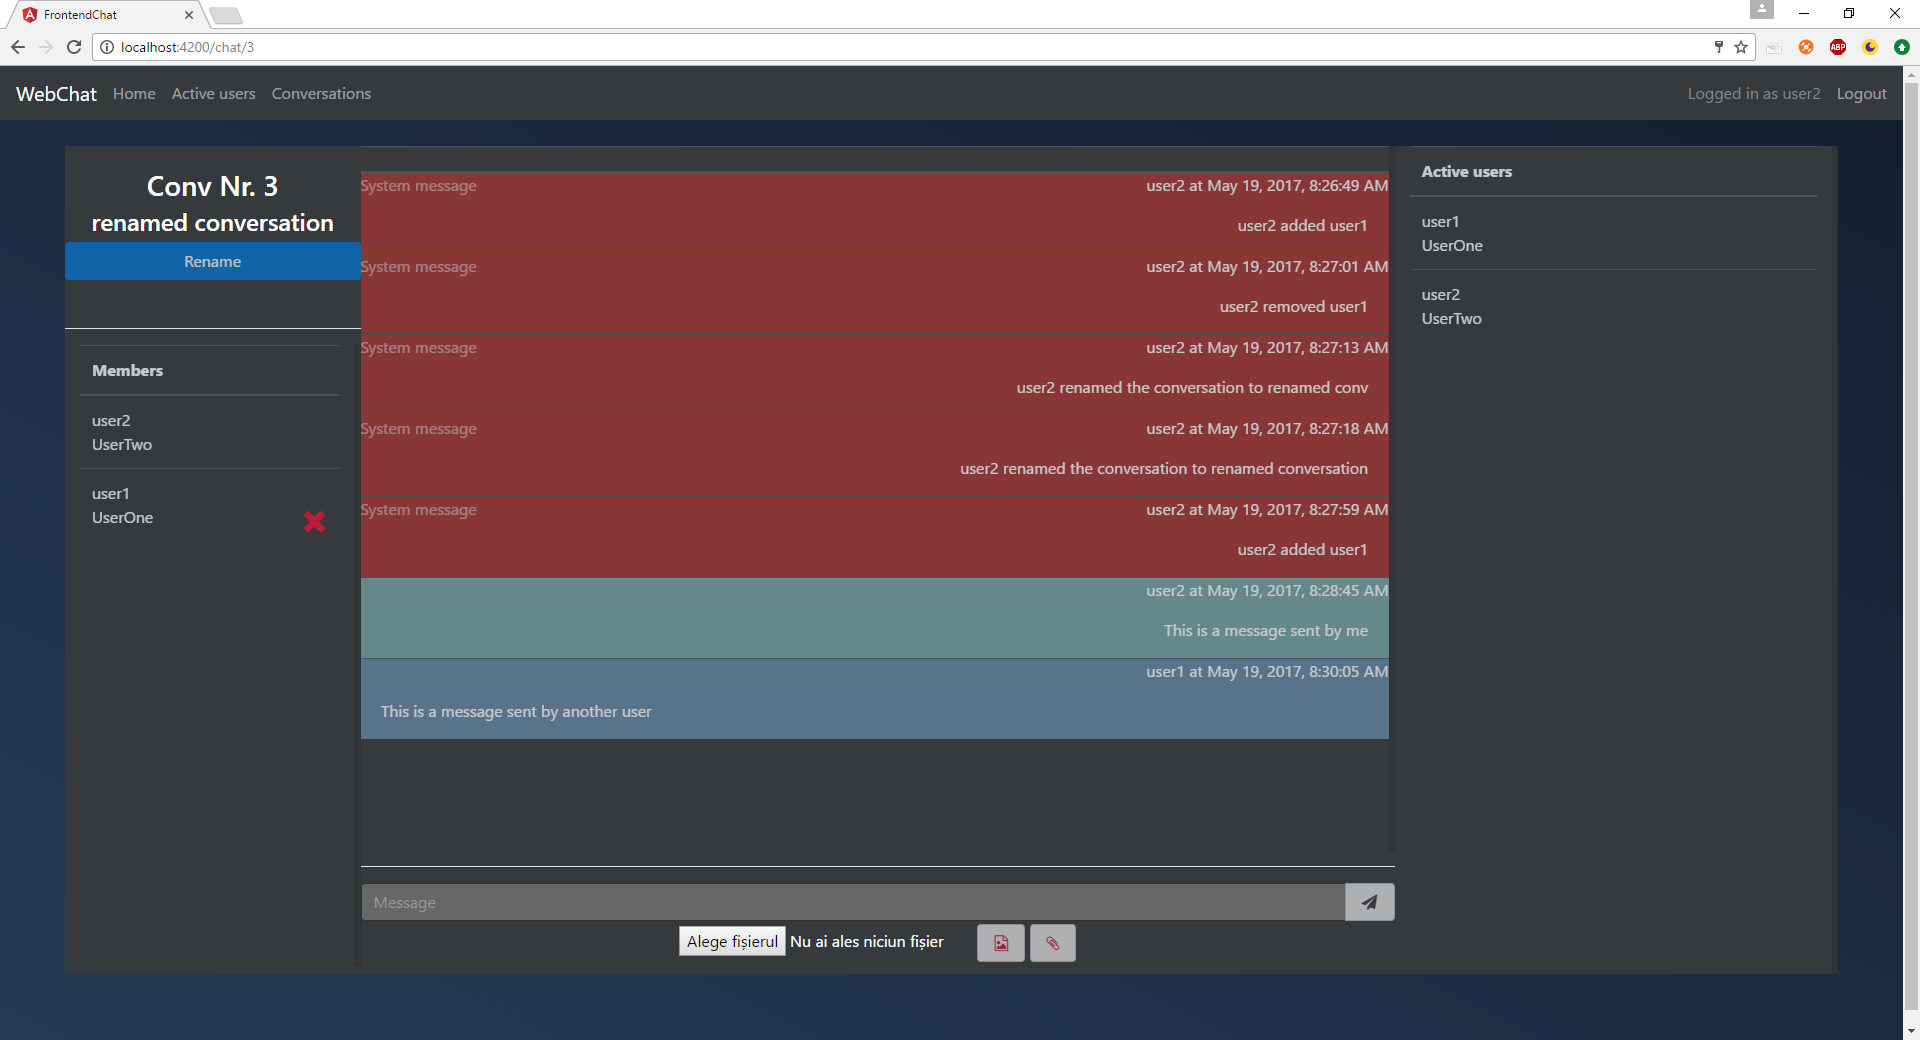 FrontendChat
localhost:4200/chat/3
ABP
WebChat Home Active users Conversations Logged in as user2 Logout
Conv Nr. 3
renamed conversation
Rename
Members
user2
UserTwo
user1
UserOne
System message user2 at May 19, 2017, 8:26:49 AM
user2 added user1
System message user2 at May 19, 2017, 8:27:01 AM
user2 removed user1
System message user2 at May 19, 2017, 8:27:13 AM
user2 renamed the conversation to renamed conv
System message user2 at May 19, 2017, 8:27:18 AM
user2 renamed the conversation to renamed conversation
System message user2 at May 19, 2017, 8:27:59 AM
user2 added user1
user2 at May 19, 2017, 8:28:45 AM
This is a message sent by me
user1 at May 19, 2017, 8:30:05 AM
This is a message sent by another user
Message
Alege fișierul Nu ai ales niciun fișier
Active users
user1
UserOne
user2
UserTwo